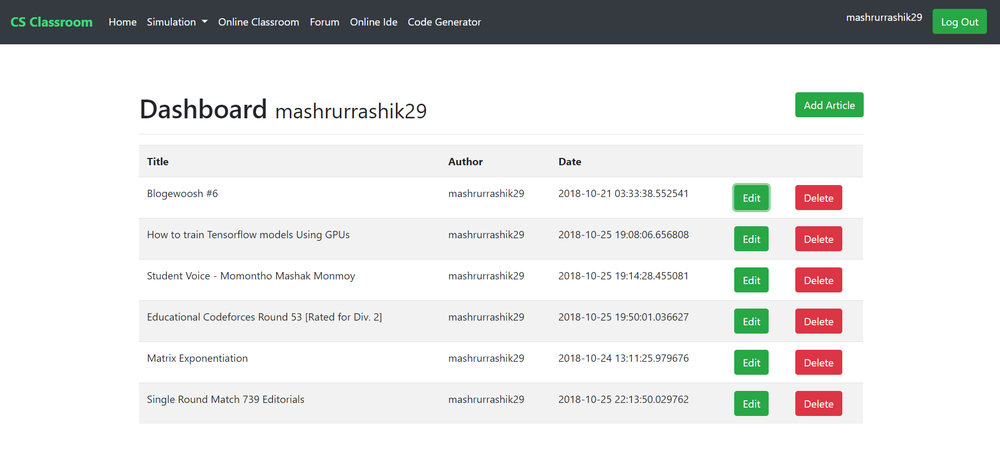 CS Classroom Home Simulation Online Classroom Forum Online Ide Code Generator mashrurrashik29 Log Out
Dashboard mashrurrashik29 Add Article
Title Author Date
Blogewoosh #6 mashrurrashik29 2018-10-21 03:33:38.552541 Edit Delete
How to train Tensorflow models Using GPUs mashrurrashik29 2018-10-25 19:08:06.656808 Edit Delete
Student Voice - Momontho Mashak Monmoy mashrurrashik29 2018-10-25 19:14:28.455081 Edit Delete
Educational Codeforces Round 53 [Rated for Div. 2] mashrurrashik29 2018-10-25 19:50:01.036627 Edit Delete
Matrix Exponentiation mashrurrashik29 2018-10-24 13:11:25.979676 Edit Delete
Single Round Match 739 Editorials mashrurrashik29 2018-10-25 22:13:50.029762 Edit Delete